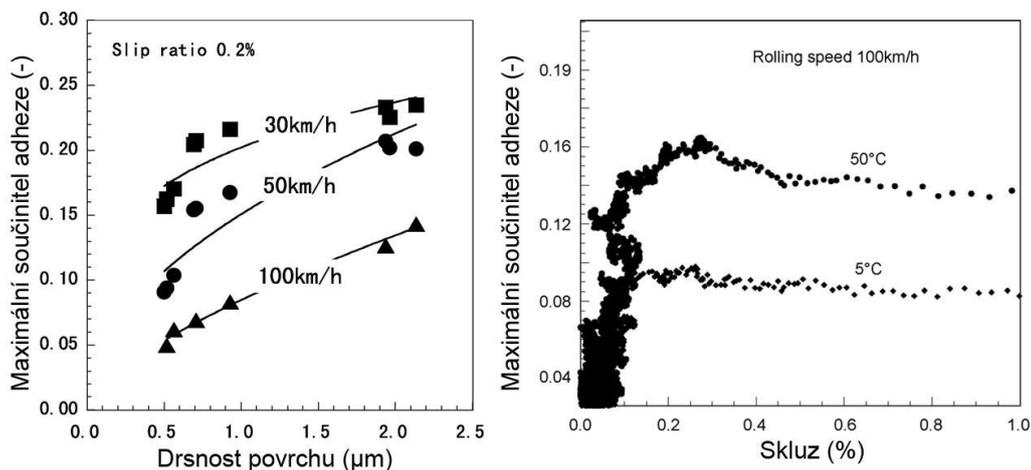 0.30
0.25
0.20
0.15
0.10
0.05
0.00
Maximální součinitel adheze (-)
Slip ratio 0.2%
30km/h
50km/h
100km/h
0.0
0.5
1.0
1.5
2.0
2.5
Drsnost povrchu (μm)
0.19
0.16
0.12
0.08
0.04
Maximální součinitel adheze (-)
Rolling speed 100km/h
50°C
5°C
0.0
0.2
0.4
0.6
0.8
1.0
Skluz (%)